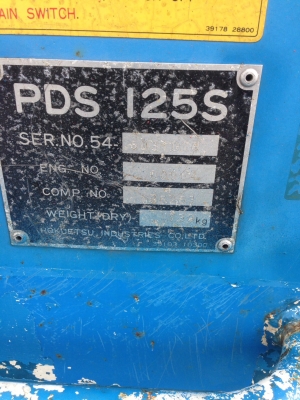 AIN SWITCH.
39178 28800
PDS 125S
SER.NO.54-
ENG. NO.
COMP. NO.
WEIGHT(DRY) kg
HOKUETSU INDUSTRIES CO.,LTD.